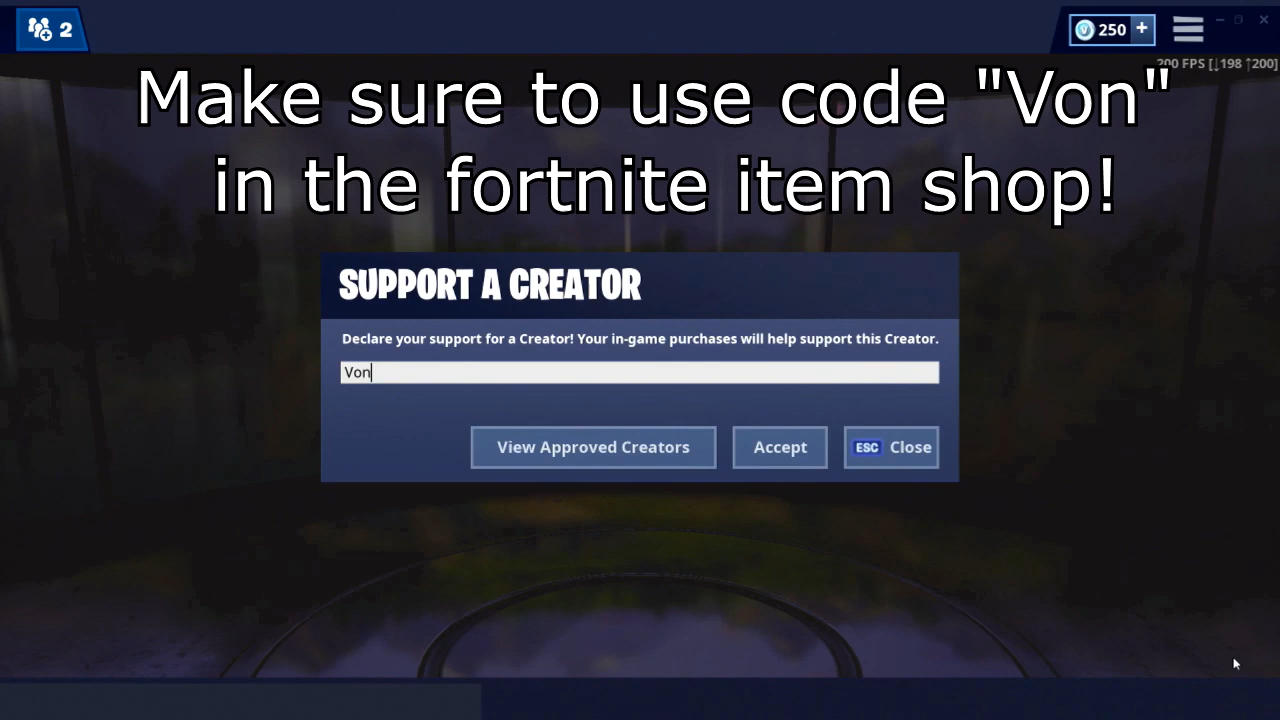 2
250 +
200 FPS [↓198 ↑200]
Make sure to use code "Von"
in the fortnite item shop!
SUPPORT A CREATOR
Declare your support for a Creator! Your in-game purchases will help support this Creator.
Von
View Approved Creators
Accept
ESC Close